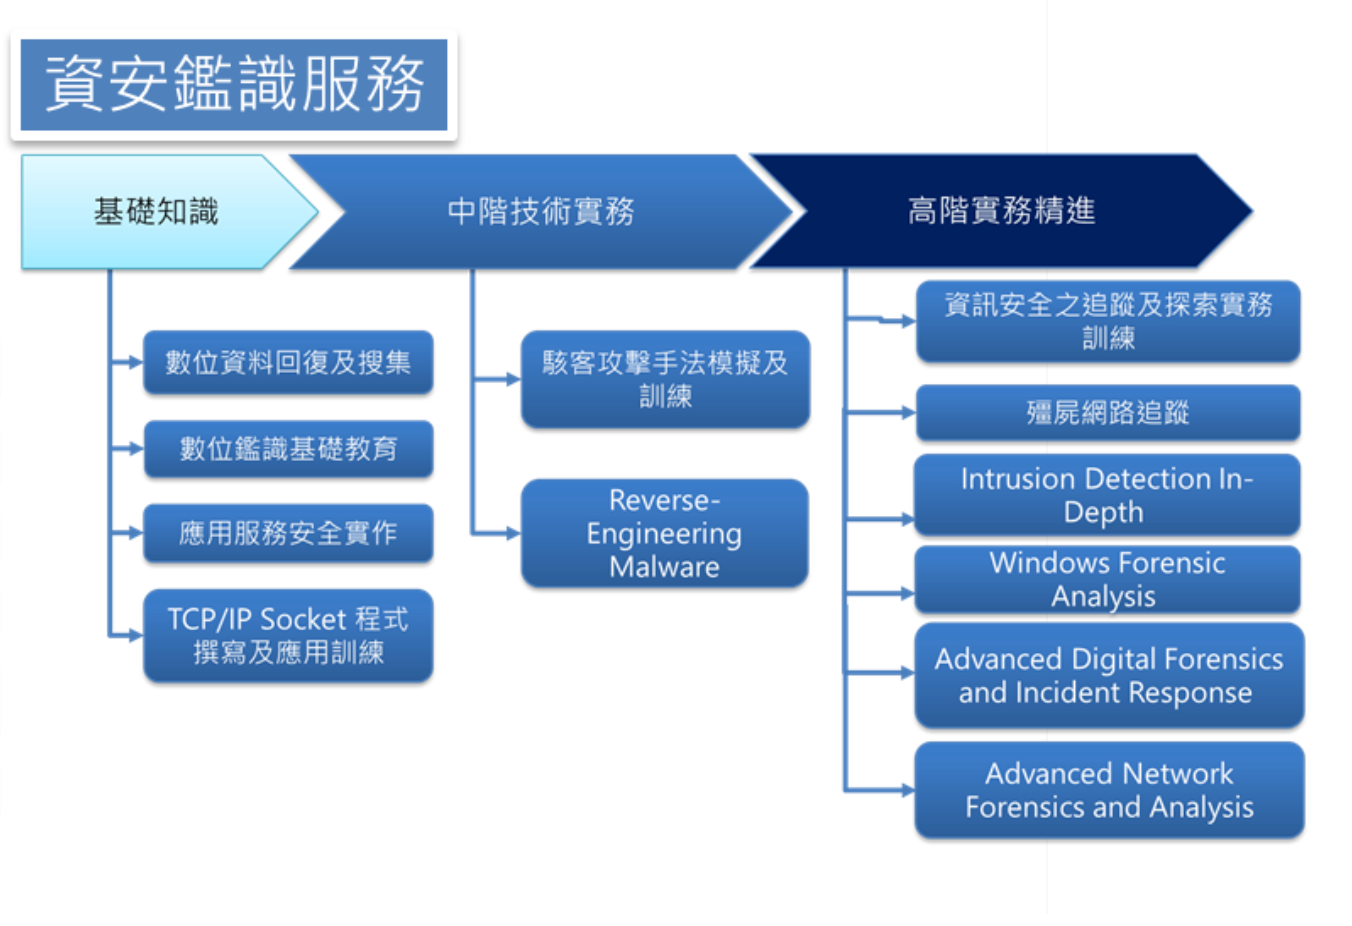 資安鑑識服務
基礎知識
中階技術實務
高階實務精進
數位資料回復及搜集
數位鑑識基礎教育
應用服務安全實作
TCP/IP Socket 程式
撰寫及應用訓練
駭客攻擊手法模擬及
訓練
Reverse-
Engineering
Malware
資訊安全之追蹤及探索實務
訓練
殭屍網路追蹤
Intrusion Detection In-
Depth
Windows Forensic
Analysis
Advanced Digital Forensics
and Incident Response
Advanced Network
Forensics and Analysis